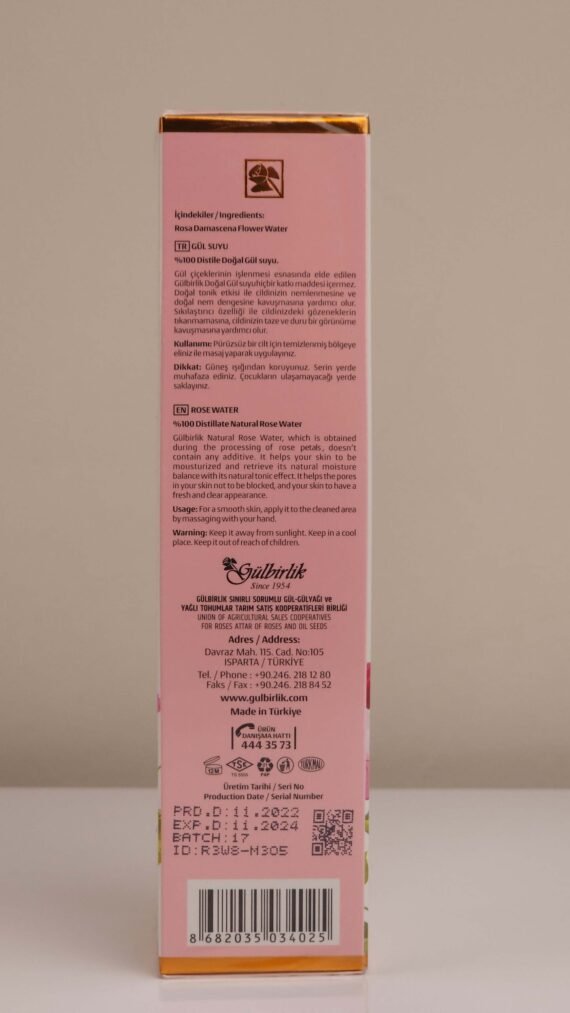 İçindekiler / Ingredients:
Rosa Damascena Flower Water
TR GÜL SUYU
%100 Distile Doğal Gül suyu.
Gül çiçeklerinin işlenmesi esnasında elde edilen
Gülbirlik Doğal Gül suyu hiçbir katkı maddesi içermez.
Doğal tonik etkisi ile cildinizin nemlenmesine ve
doğal nem dengesine kavuşmasına yardımcı olur.
Sıkılaştırıcı özelliği ile cildinizdeki gözeneklerin
tıkanmamasına, cildinizin taze ve duru bir görünüme
kavuşmasına yardımcı olur.
Kullanımı: Pürüzsüz bir cilt için temizlenmiş bölgeye
eliniz ile masaj yaparak uygulayınız.
Dikkat: Güneş ışığından koruyunuz. Serin yerde
muhafaza ediniz. Çocukların ulaşamayacağı yerde
saklayınız.
EN ROSE WATER
%100 Distillate Natural Rose Water
Gülbirlik Natural Rose Water, which is obtained
during the processing of rose petals, doesn't
contain any additive. It helps your skin to be
mousturized and retrieve its natural moisture
balance with its natural tonic effect. It helps the pores
in your skin not to be blocked, and your skin to have a
fresh and clear appearance.
Usage: For a smooth skin, apply it to the cleaned area
by massaging with your hand.
Warning: Keep it away from sunlight. Keep in a cool
place. Keep it out of reach of children.
Gülbirlik
Since 1954
GÜLBİRLİK SINIRLI SORUMLU GÜL-GÜLYAĞI ve
YAĞLI TOHUMLAR TARIM SATIŞ KOOPERATİFLERİ BİRLİĞİ
UNION OF AGRICULTURAL SALES COOPERATIVES
FOR ROSES ATTAR OF ROSES AND OIL SEEDS
Adres / Address:
Davraz Mah. 115. Cad. No:105
ISPARTA / TÜRKİYE
Tel. / Phone : +90.246. 218 12 80
Faks / Fax : +90.246. 218 84 52
www.gulbirlik.com
Made in Türkiye
ÜRÜN
DANIŞMA HATTI
444 35 73
12M TSE PAP TÜRK MALI
Üretim Tarihi / Seri No
Production Date / Serial Number
PRD.D:11.2022
EXP.D:11.2024
BATCH:17
ID:R3W8-M305
8 682035 034025